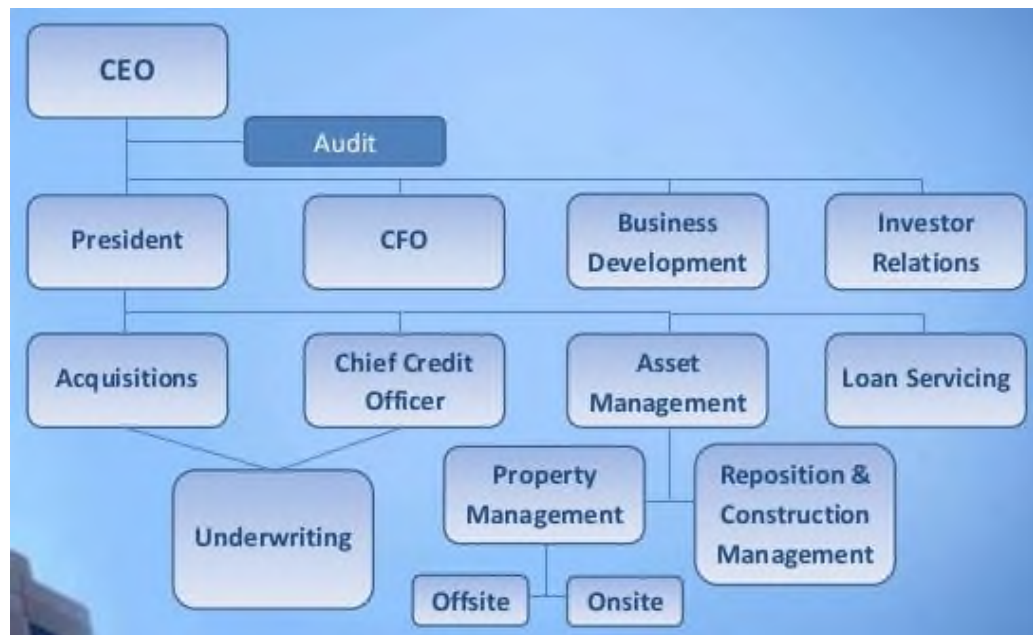 CEO
Audit
President
CFO
Business
Development
Investor
Relations
Acquisitions
Chief Credit
Officer
Asset
Management
Loan Servicing
Underwriting
Property
Management
Reposition &
Construction
Management
Offsite
Onsite